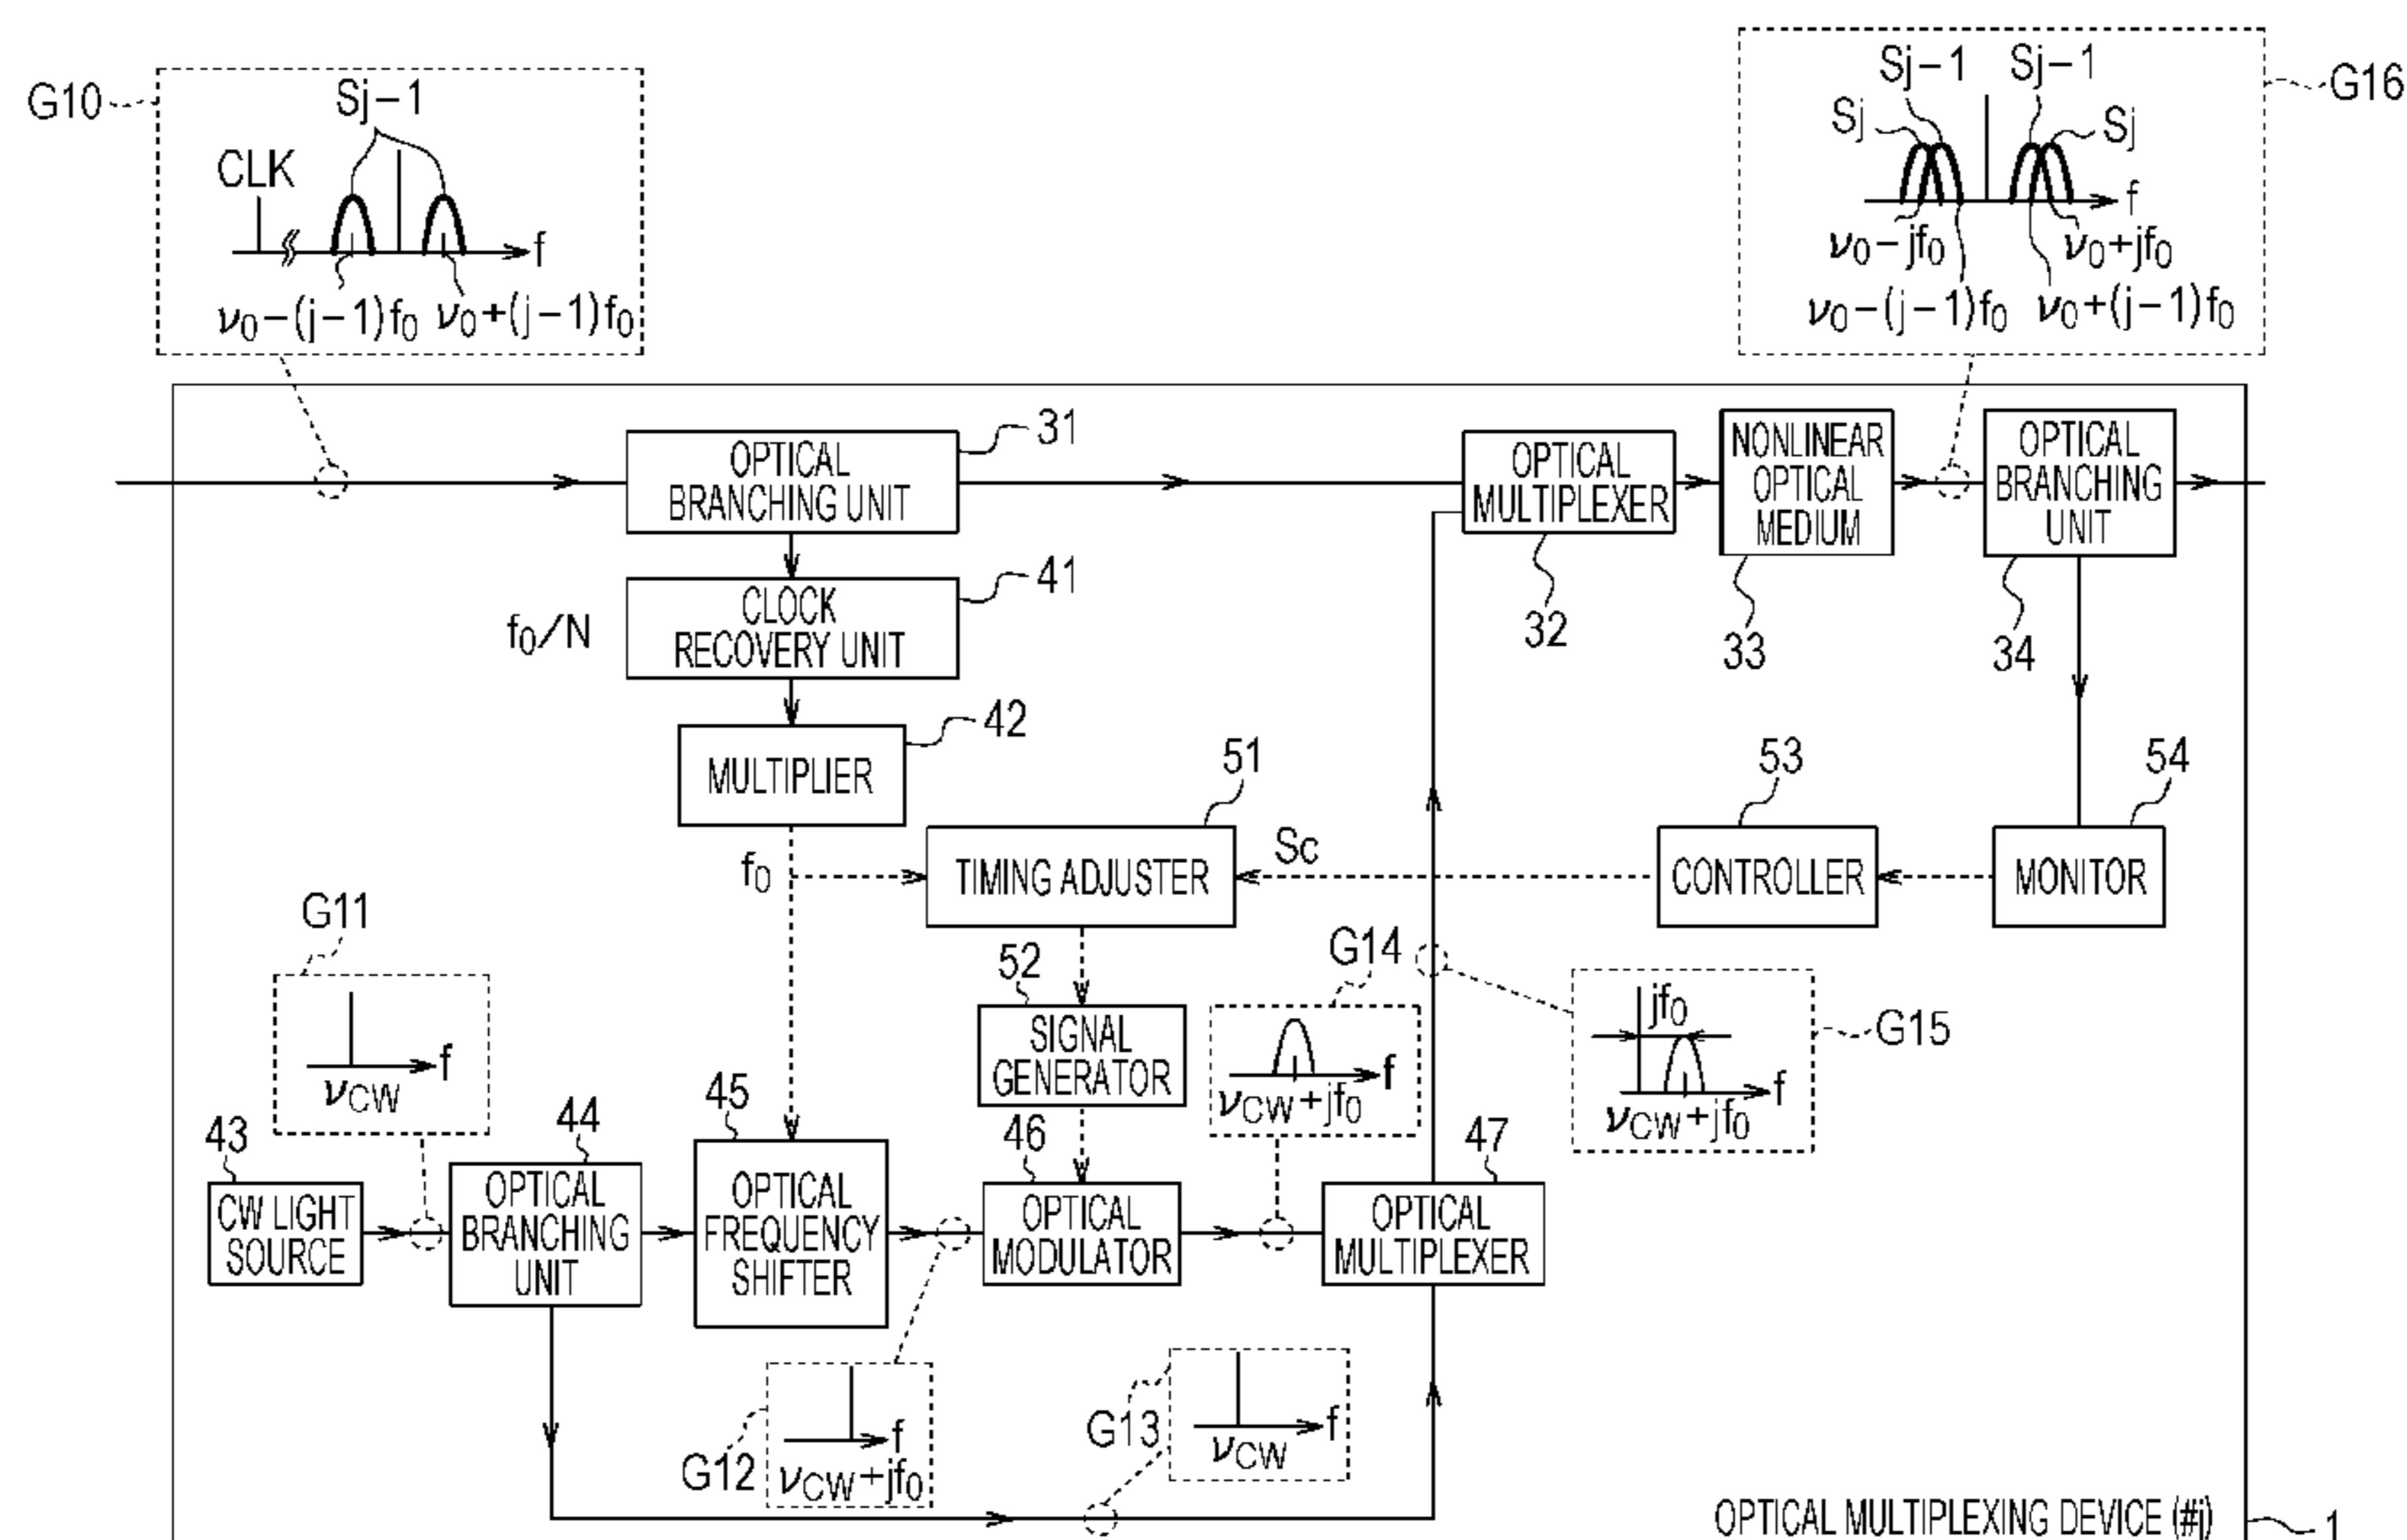 G10
Sj−1
CLK
f
ν0−(j−1)f0 ν0+(j−1)f0
Sj−1 Sj−1
Sj Sj
f
ν0−jf0 ν0+jf0
ν0−(j−1)f0 ν0+(j−1)f0
G16
OPTICAL
BRANCHING UNIT
31
OPTICAL
MULTIPLEXER
32
NONLINEAR
OPTICAL
MEDIUM
33
OPTICAL
BRANCHING
UNIT
34
f0/N
CLOCK
RECOVERY UNIT
41
MULTIPLIER
42
f0
TIMING ADJUSTER
51
Sc
CONTROLLER
53
MONITOR
54
G11
f
νCW
52
SIGNAL
GENERATOR
G14
f
νCW+jf0
jf0
f
νCW+jf0
G15
43
CW LIGHT
SOURCE
44
OPTICAL
BRANCHING
UNIT
45
OPTICAL
FREQUENCY
SHIFTER
46
OPTICAL
MODULATOR
47
OPTICAL
MULTIPLEXER
G12
f
νCW+jf0
G13
f
νCW
OPTICAL MULTIPLEXING DEVICE (#j)
1